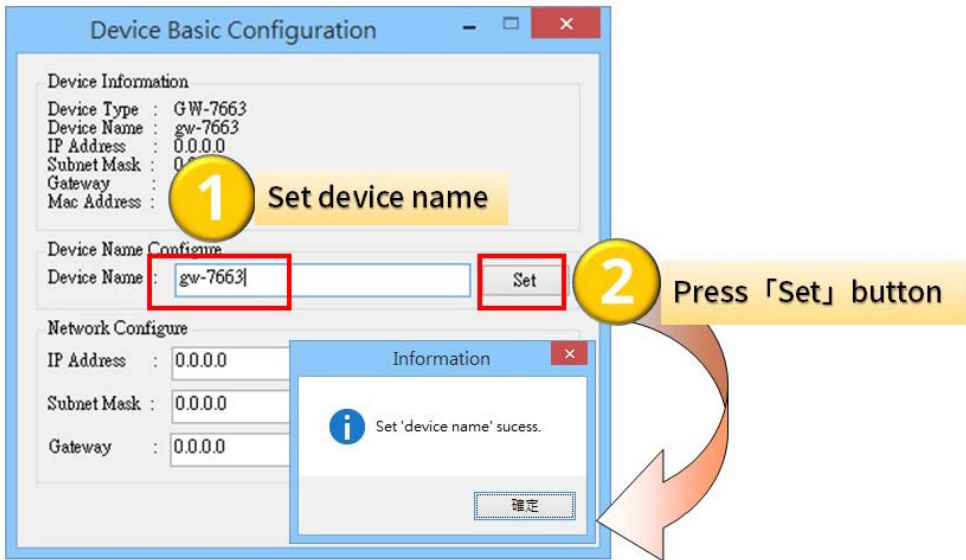 Device Basic Configuration
Device Information
Device Type : GW-7663
Device Name : gw-7663
IP Address : 0.0.0.0
Subnet Mask :
Gateway :
Mac Address :
1 Set device name
Device Name Configure
Device Name : gw-7663 Set
2 Press「Set」button
Network Configure
IP Address : 0.0.0.0
Subnet Mask : 0.0.0.0
Gateway : 0.0.0.0
Information
Set 'device name' sucess.
確定